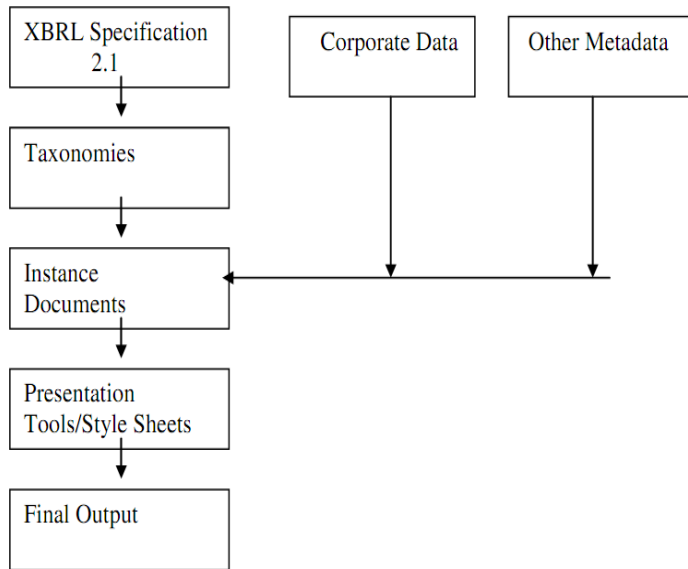 XBRL Specification
2.1
Corporate Data
Other Metadata
Taxonomies
Instance
Documents
Presentation
Tools/Style Sheets
Final Output